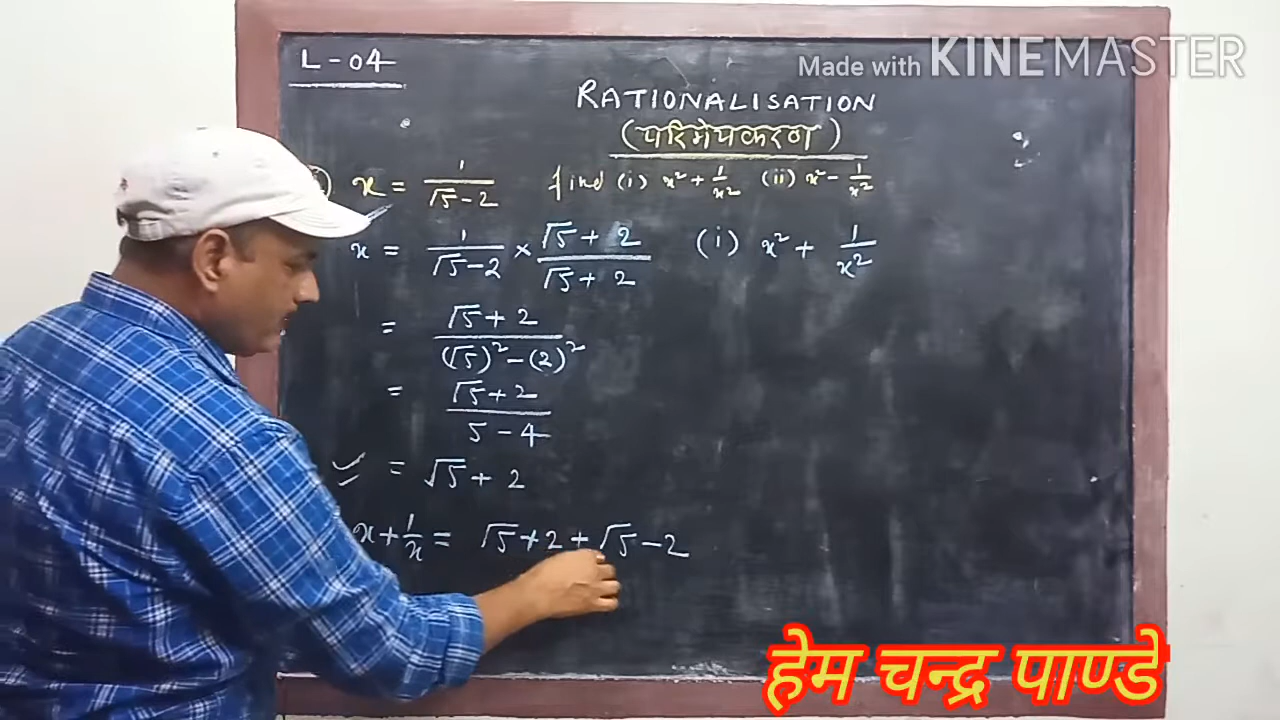 L - 04
Made with KINEMASTER
RATIONALISATION
(परिमेयकरण)
x = 1/(√5 - 2) find (i) x² + 1/x² (ii) x² - 1/x²
x = 1/(√5 - 2) × (√5 + 2)/(√5 + 2) (i) x² + 1/x²
= (√5 + 2)/((√5)² - (2)²)
= (√5 + 2)/(5 - 4)
= √5 + 2
x + 1/x = √5 + 2 + √5 - 2
हेम चन्द्र पाण्डे